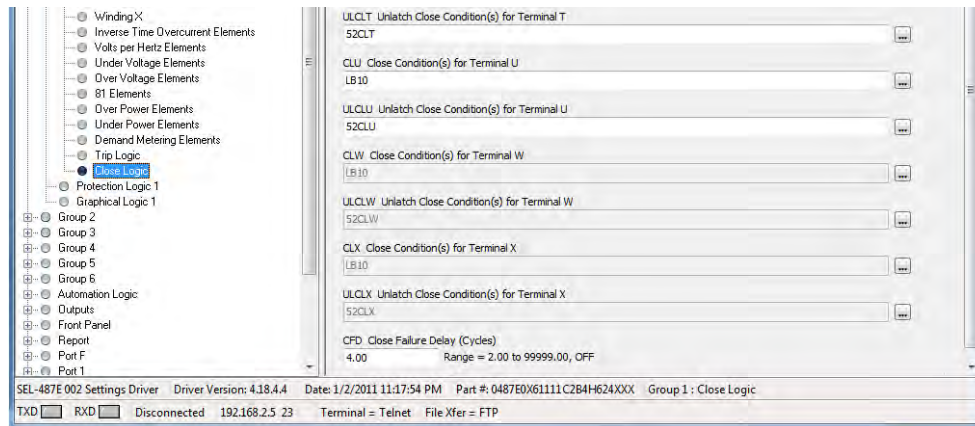 Winding X
Inverse Time Overcurrent Elements
Volts per Hertz Elements
Under Voltage Elements
Over Voltage Elements
81 Elements
Over Power Elements
Under Power Elements
Demand Metering Elements
Trip Logic
Close Logic
Protection Logic 1
Graphical Logic 1
Group 2
Group 3
Group 4
Group 5
Group 6
Automation Logic
Outputs
Front Panel
Report
Port F
Port 1
ULCLT Unlatch Close Condition(s) for Terminal T
52CLT
...
CLU Close Condition(s) for Terminal U
LB10
...
ULCLU Unlatch Close Condition(s) for Terminal U
52CLU
...
CLW Close Condition(s) for Terminal W
LB10
...
ULCLW Unlatch Close Condition(s) for Terminal W
52CLW
...
CLX Close Condition(s) for Terminal X
LB10
...
ULCLX Unlatch Close Condition(s) for Terminal X
52CLX
...
CFD Close Failure Delay (Cycles)
4.00 Range = 2.00 to 99999.00, OFF
SEL-487E 002 Settings Driver Driver Version: 4.18.4.4 Date: 1/2/2011 11:17:54 PM Part #: 0487E0X61111C2B4H624XXX Group 1 : Close Logic
TXD RXD Disconnected 192.168.2.5 23 Terminal = Telnet File Xfer = FTP